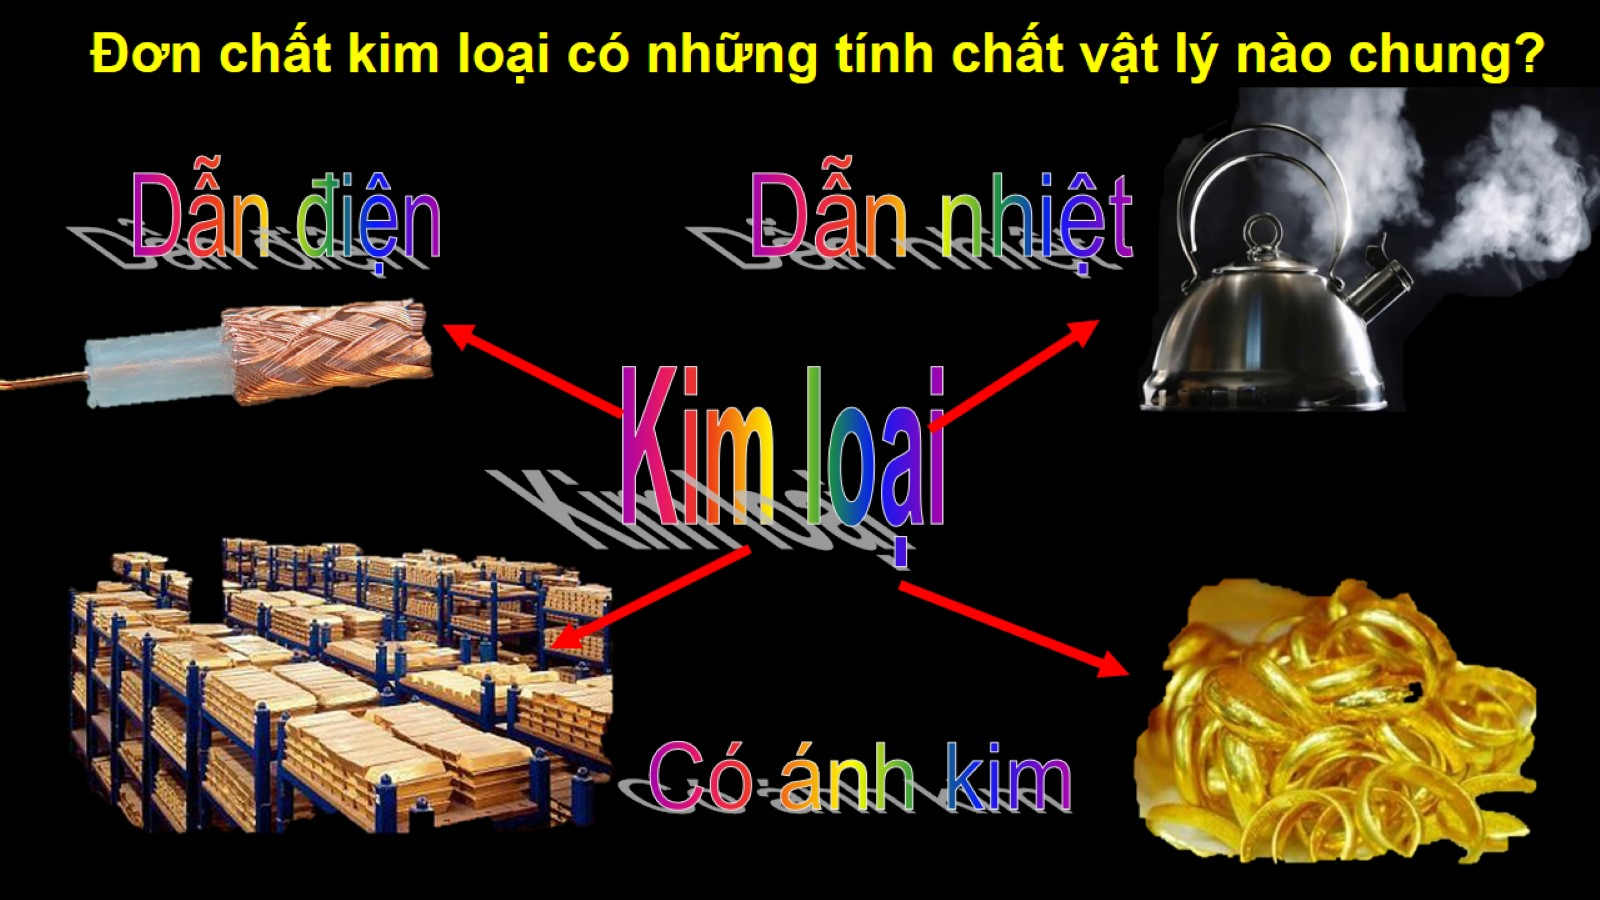 Đơn chất kim loại có những tính chất vật lý nào chung?
Dẫn điện
Dẫn nhiệt
Kim loại
Có ánh kim